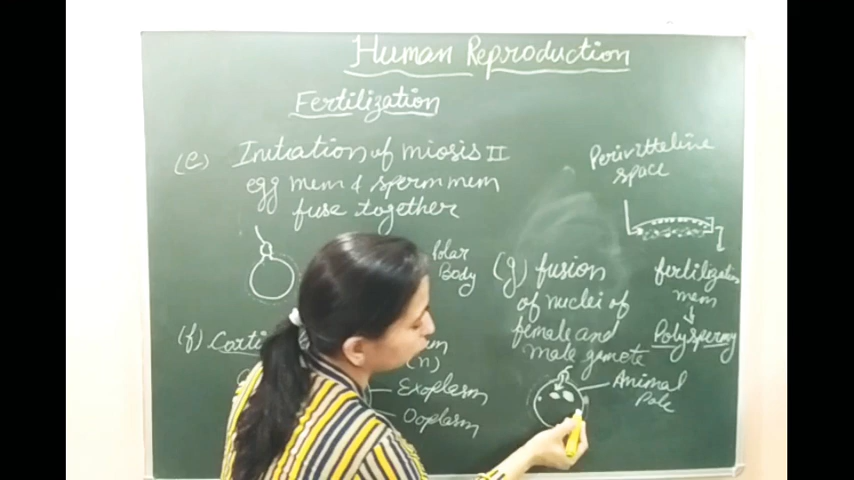 Human Reproduction
Fertilization
(e) Initiation of miosis II
egg mem & sperm mem
fuse together
Polar
Body
(f)
(n)
Exoplasm
Ooplasm
Perivitteline
space
(g) fusion
of nuclei of
female and
male gamete
fertilization
mem
↓
Polyspermy
Animal
Pole